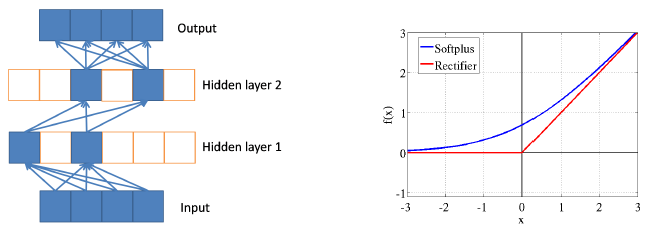 Output
Hidden layer 2
Hidden layer 1
Input
Softplus
Rectifier
f(x)
3
2
1
0
-1
-3 -2 -1 0 1 2 3
x